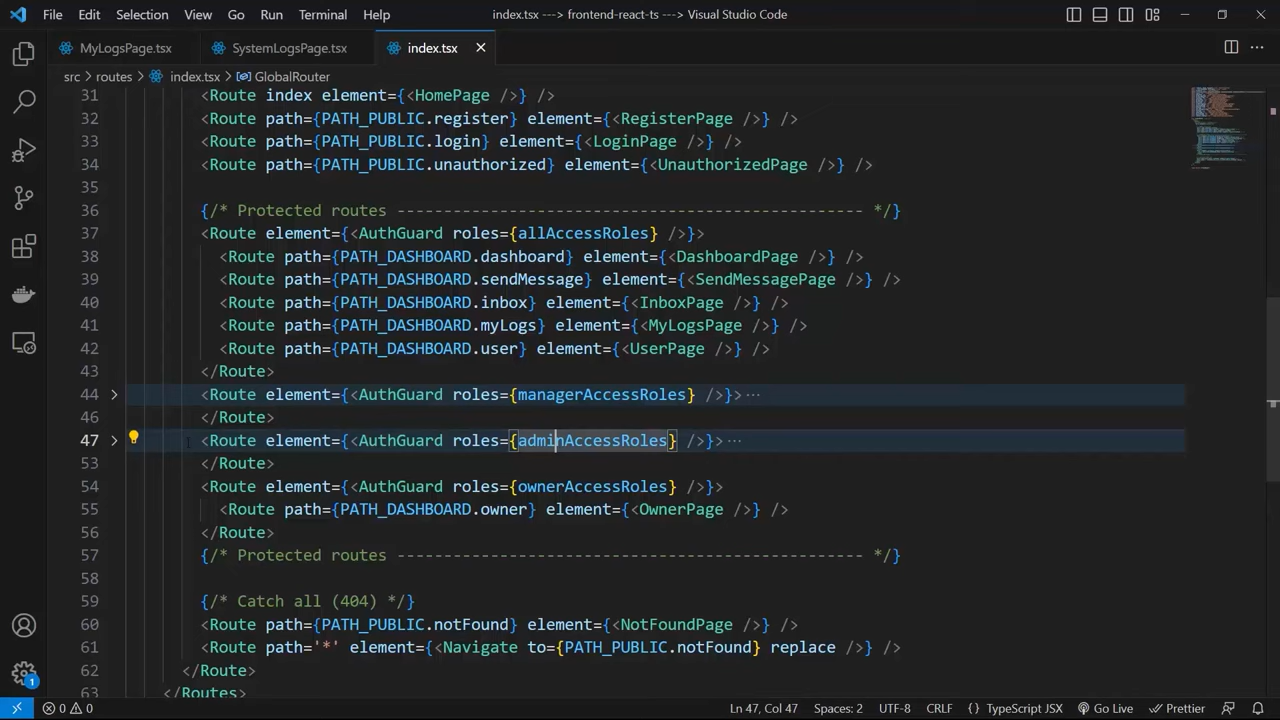 File Edit Selection View Go Run Terminal Help index.tsx ---> frontend-react-ts ---> Visual Studio Code
MyLogsPage.tsx SystemLogsPage.tsx index.tsx
src > routes > index.tsx > GlobalRouter
31 <Route index element={<HomePage />} />
32 <Route path={PATH_PUBLIC.register} element={<RegisterPage />} />
33 <Route path={PATH_PUBLIC.login} element={<LoginPage />} />
34 <Route path={PATH_PUBLIC.unauthorized} element={<UnauthorizedPage />} />
35
36 {/* Protected routes -------------------------------------------------- */}
37 <Route element={<AuthGuard roles={allAccessRoles} />}>
38 <Route path={PATH_DASHBOARD.dashboard} element={<DashboardPage />} />
39 <Route path={PATH_DASHBOARD.sendMessage} element={<SendMessagePage />} />
40 <Route path={PATH_DASHBOARD.inbox} element={<InboxPage />} />
41 <Route path={PATH_DASHBOARD.myLogs} element={<MyLogsPage />} />
42 <Route path={PATH_DASHBOARD.user} element={<UserPage />} />
43 </Route>
44 <Route element={<AuthGuard roles={managerAccessRoles} />}>⋯
46 </Route>
47 <Route element={<AuthGuard roles={adminAccessRoles} />}>⋯
53 </Route>
54 <Route element={<AuthGuard roles={ownerAccessRoles} />}>
55 <Route path={PATH_DASHBOARD.owner} element={<OwnerPage />} />
56 </Route>
57 {/* Protected routes -------------------------------------------------- */}
58
59 {/* Catch all (404) */}
60 <Route path={PATH_PUBLIC.notFound} element={<NotFoundPage />} />
61 <Route path='*' element={<Navigate to={PATH_PUBLIC.notFound} replace />} />
62 </Route>
63 </Routes>
1
0 0 Ln 47, Col 47 Spaces: 2 UTF-8 CRLF {} TypeScript JSX Go Live Prettier